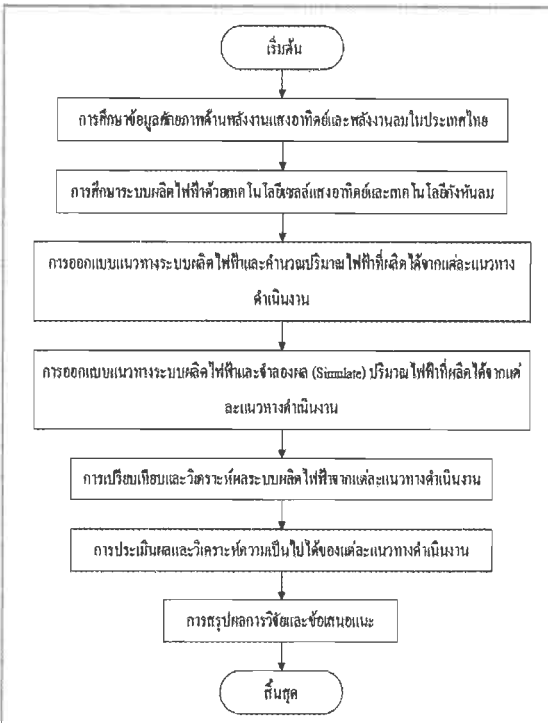 เริ่มต้น
การศึกษาข้อมูลศักยภาพด้านพลังงานแสงอาทิตย์และพลังงานลมในประเทศไทย
การศึกษาระบบผลิตไฟฟ้าด้วยเทคโนโลยีเซลล์แสงอาทิตย์และเทคโนโลยีกังหันลม
การออกแบบแนวทางระบบผลิตไฟฟ้าและคำนวณปริมาณไฟฟ้าที่ผลิตได้จากแต่ละแนวทาง
ดำเนินงาน
การออกแบบแนวทางระบบผลิตไฟฟ้าและจำลองผล (Simulate) ปริมาณไฟฟ้าที่ผลิตได้จากแต่
ละแนวทางดำเนินงาน
การเปรียบเทียบและวิเคราะห์ผลระบบผลิตไฟฟ้าจากแต่ละแนวทางดำเนินงาน
การประเมินผลและวิเคราะห์ความเป็นไปได้ของแต่ละแนวทางดำเนินงาน
การสรุปผลการวิจัยและข้อเสนอแนะ
สิ้นสุด